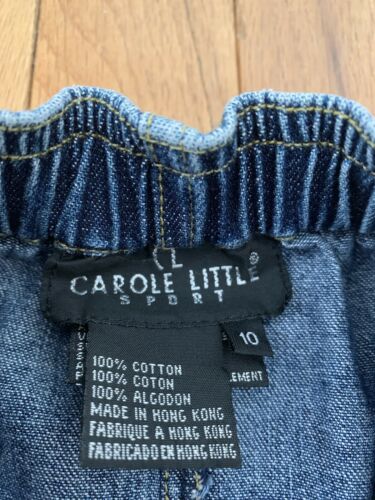 CL
CAROLE LITTLE®
SPORT
10
100% COTTON
100% COTON
100% ALGODON
MADE IN HONG KONG
FABRIQUE A HONG KONG
FABRICADO EN HONG KONG